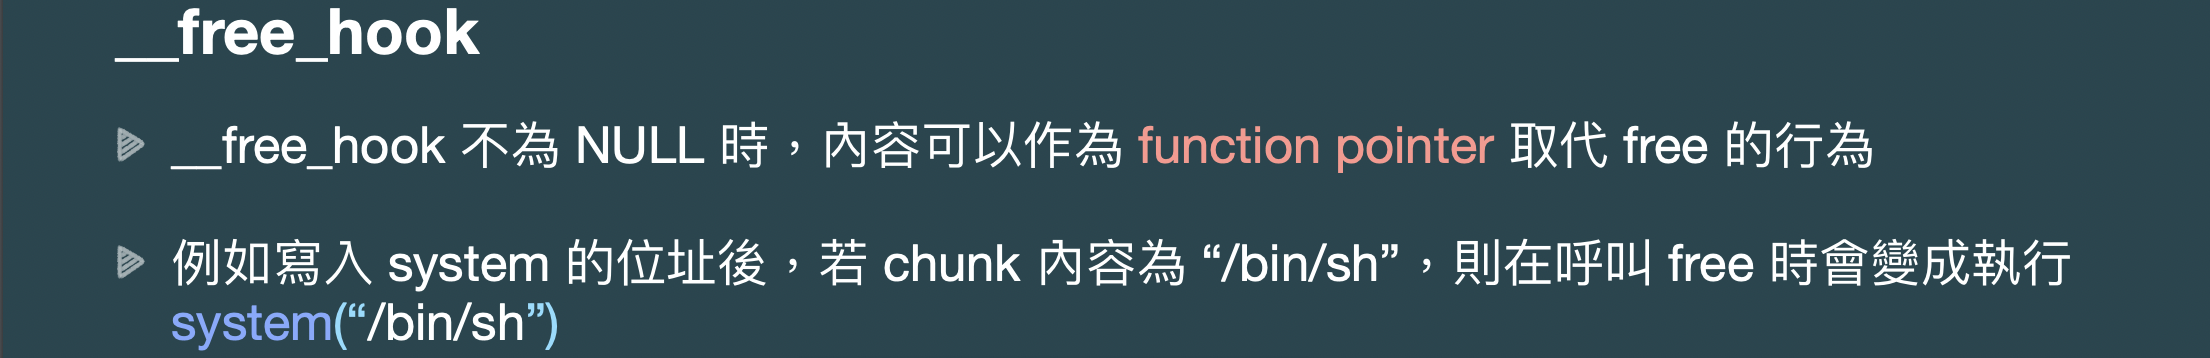 __free_hook
__free_hook 不為 NULL 時，內容可以作為 function pointer 取代 free 的行為
例如寫入 system 的位址後，若 chunk 內容為 “/bin/sh”，則在呼叫 free 時會變成執行
system(“/bin/sh”)